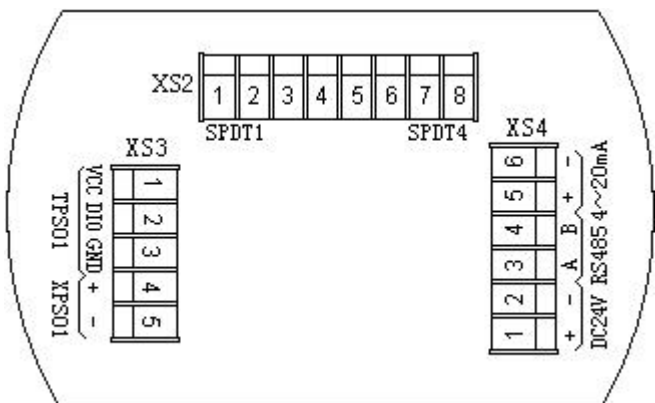 XS2
1 2 3 4 5 6 7 8
SPDT1 SPDT4
XS3
1 2 3 4 5
VCC DIO GND + -
TPS01 XPS01
XS4
6 5 4 3 2 1
+ - A B + -
DC24V RS485 4～20mA